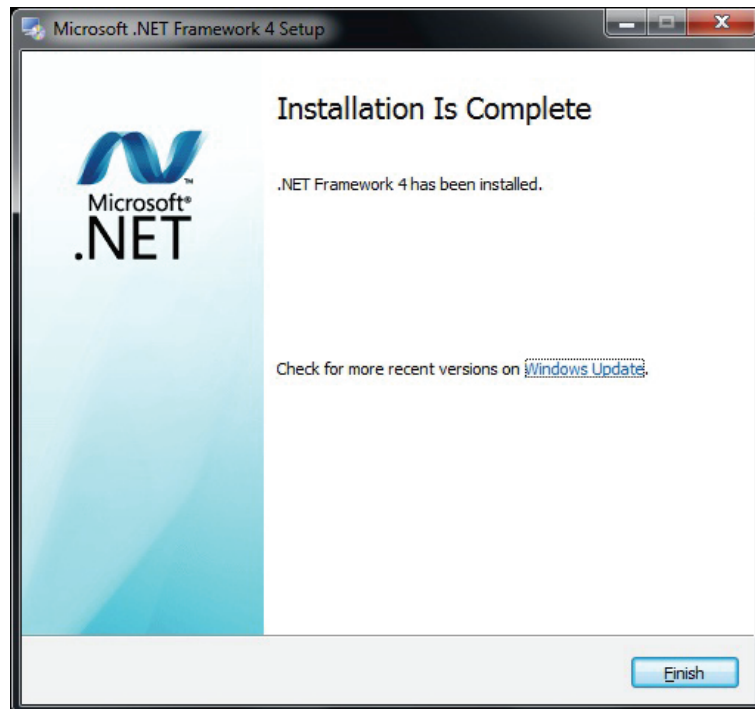 Microsoft .NET Framework 4 Setup
Installation Is Complete
.NET Framework 4 has been installed.
Microsoft®
.NET
Check for more recent versions on Windows Update.
Finish